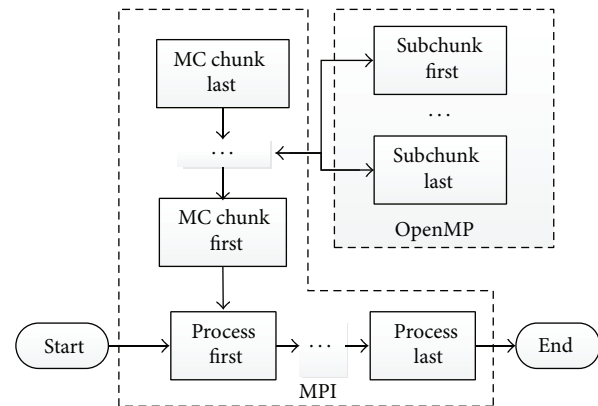 MC chunk
last
...
MC chunk
first
Subchunk
first
...
Subchunk
last
OpenMP
Start
Process
first
...
Process
last
End
MPI